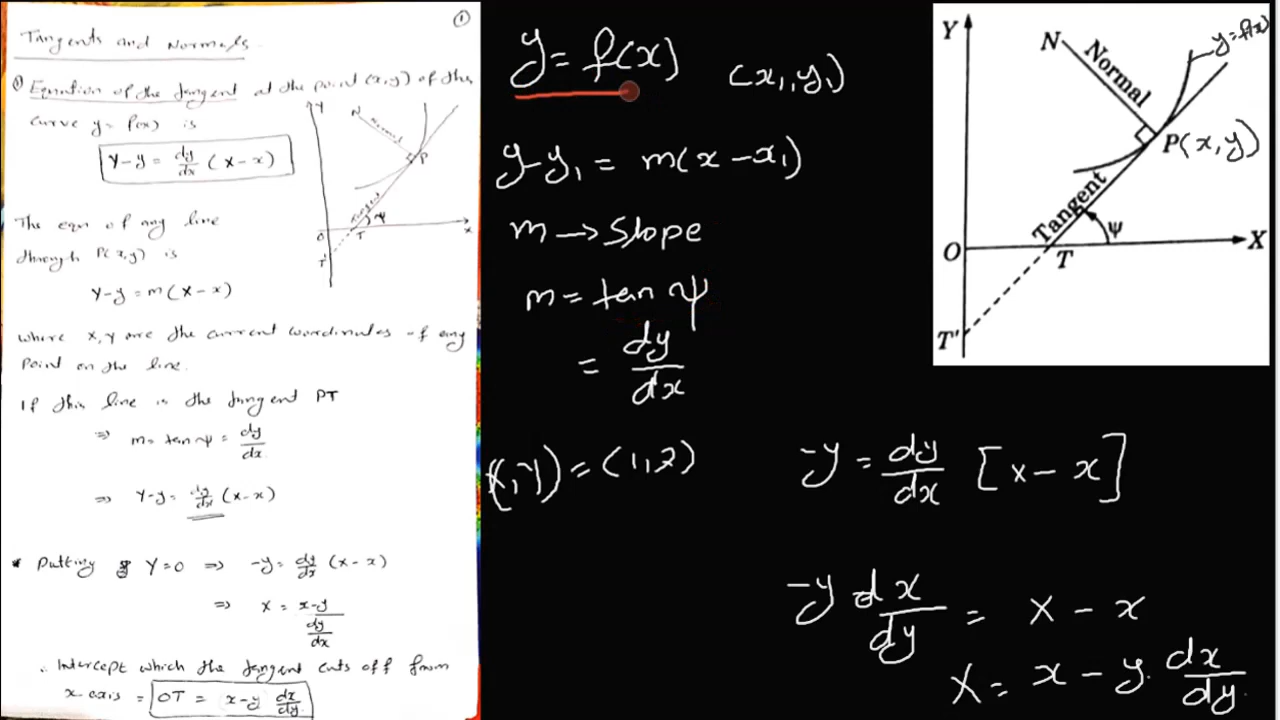 ①
Tangents and Normals.
① Equation of the tangent at the point (x,y) of the
curve y = f(x) is
Y-y = dy/dx (X-x)
Y
N
Normal
P
Tangent
ψ
O
T
X
T'
The eqn of any line
through P(x,y) is
Y-y = m(X-x)
where X,Y are the current coordinates of any
point on the line.
If this line is the tangent PT
⇒ m = tan ψ = dy/dx
⇒ Y-y = dy/dx (X-x)
* Putting Y=0 ⇒ -y = dy/dx (X-x)
⇒ X = x - y / dy/dx
∴ Intercept which the tangent cuts off from
x-axis = OT = x-y dx/dy
y = f(x)
(x₁,y₁)
y-y₁ = m(x-x₁)
m → Slope
m = tan ψ
= dy/dx
(X,Y) = (1,2)
-y = dy/dx [X - x]
-y dx/dy = X - x
X = x - y. dx/dy
Y
N
Normal
y=f(x)
P(x,y)
Tangent
ψ
O
T
X
T'